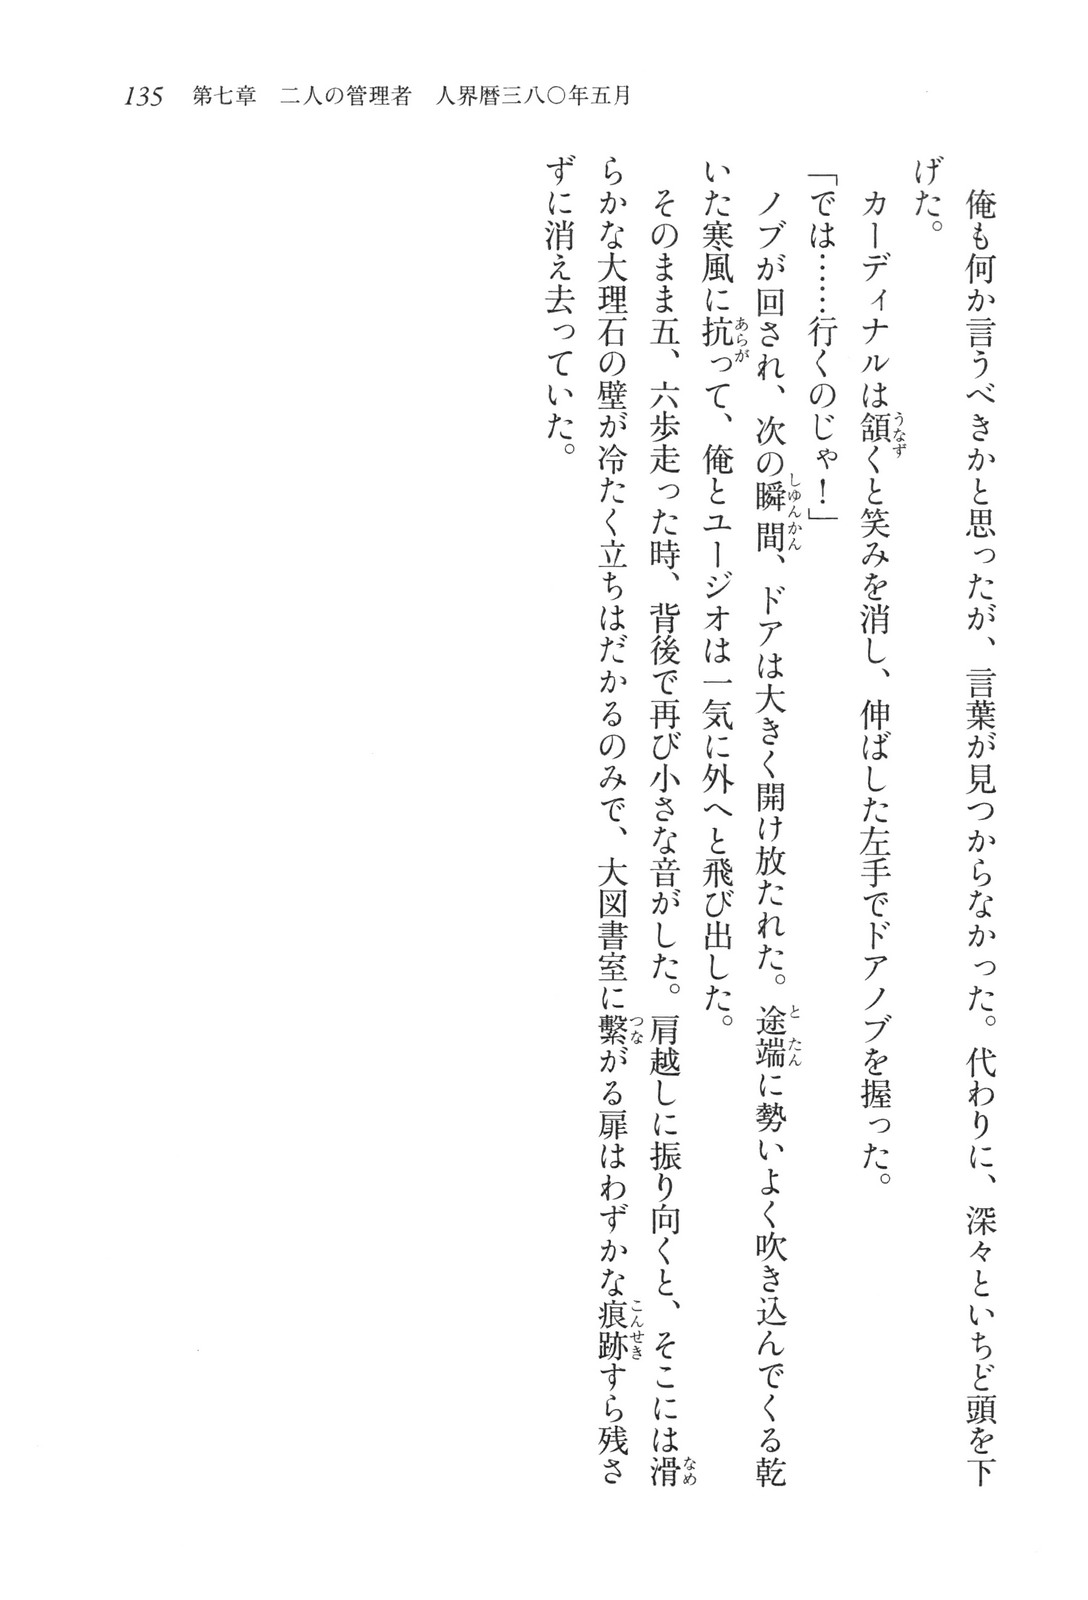 135 第七章 二人の管理者 人界暦三八〇年五月
俺も何か言うべきかと思ったが、言葉が見つからなかった。代わりに、深々といちど頭を下
げた。
カーディナルは頷くと笑みを消し、伸ばした左手でドアノブを握った。
「では……行くのじゃ！」
ノブが回され、次の瞬間、ドアは大きく開け放たれた。途端に勢いよく吹き込んでくる乾
いた寒風に抗って、俺とユージオは一気に外へと飛び出した。
そのまま五、六歩走った時、背後で再び小さな音がした。肩越しに振り向くと、そこには滑
らかな大理石の壁が冷たく立ちはだかるのみで、大図書室に繫がる扉はわずかな痕跡すら残さ
ずに消え去っていた。